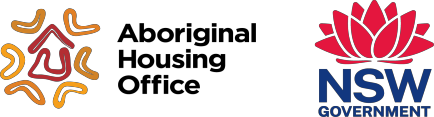 Aboriginal
Housing
Office
NSW
GOVERNMENT